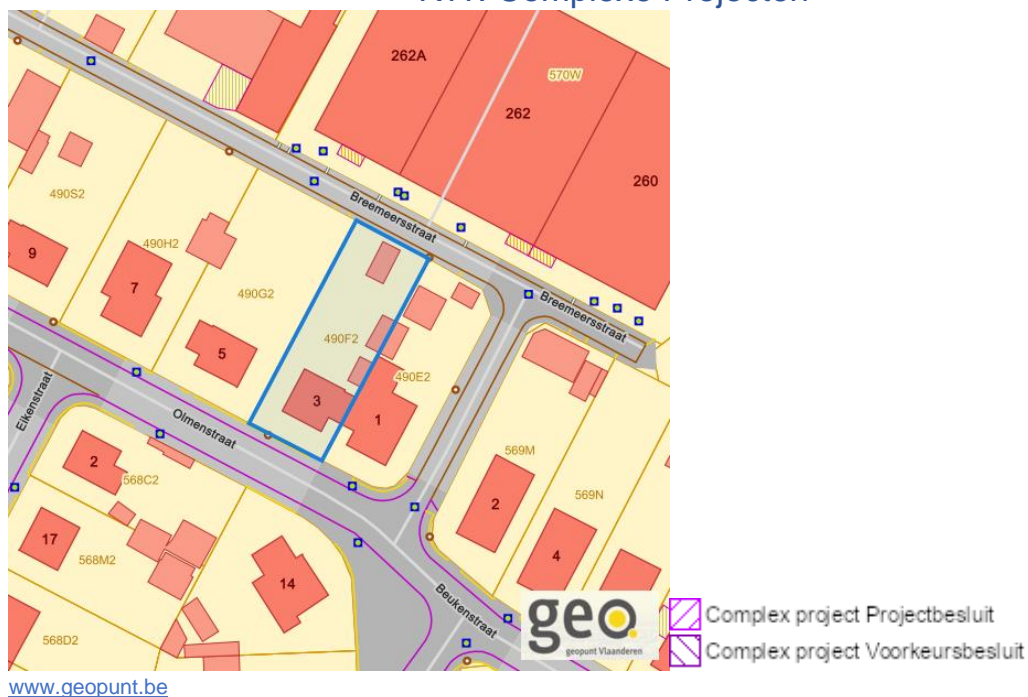 262A
570W
262
260
490S2
Breemeersstraat
9
490H2
7
490G2
490F2
5
3
490E2
1
Breemeersstraat
Eikenstraat
Olmenstraat
2
568C2
17
568M2
14
568D2
569M
2
569N
4
Beukenstraat
geo.
geopunt Vlaanderen
Complex project Projectbesluit
Complex project Voorkeursbesluit
www.geopunt.be